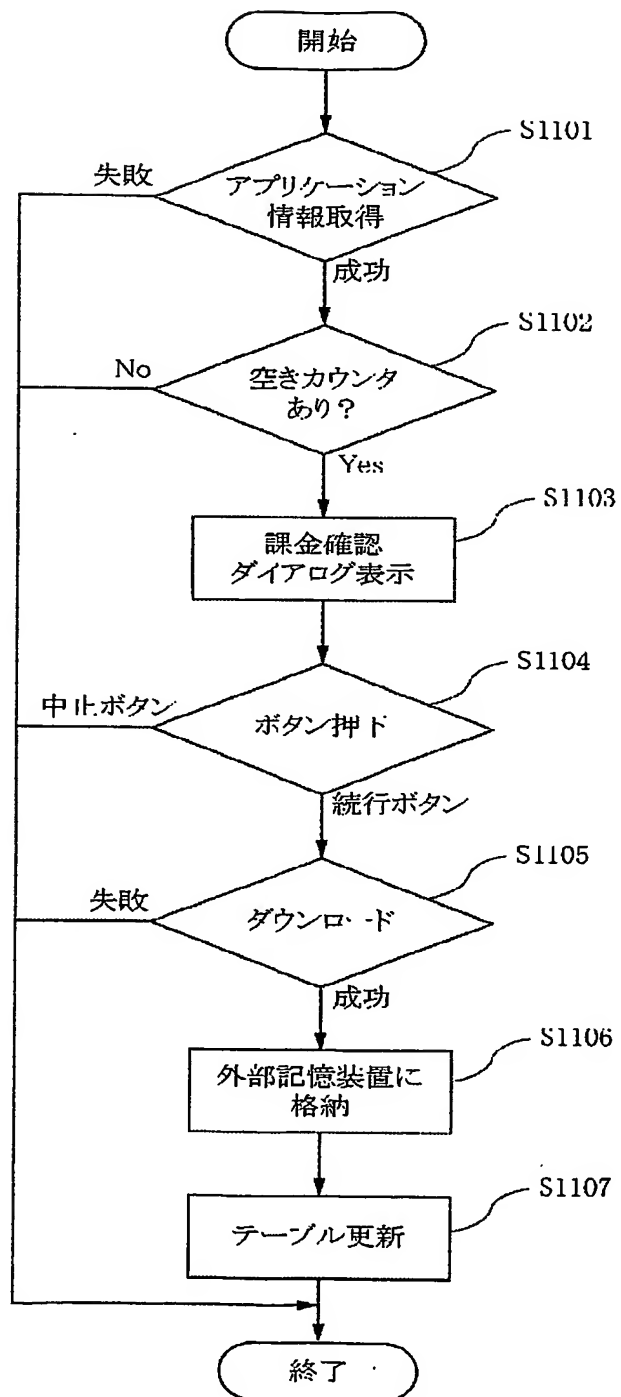 開始
S1101
失敗
アプリケーション
情報取得
成功
S1102
No
空きカウンタ
あり?
Yes
S1103
課金確認
ダイアログ表示
S1104
中止ボタン
ボタン押下
続行ボタン
S1105
失敗
ダウンロード
成功
S1106
外部記憶装置に
格納
S1107
テーブル更新
終了